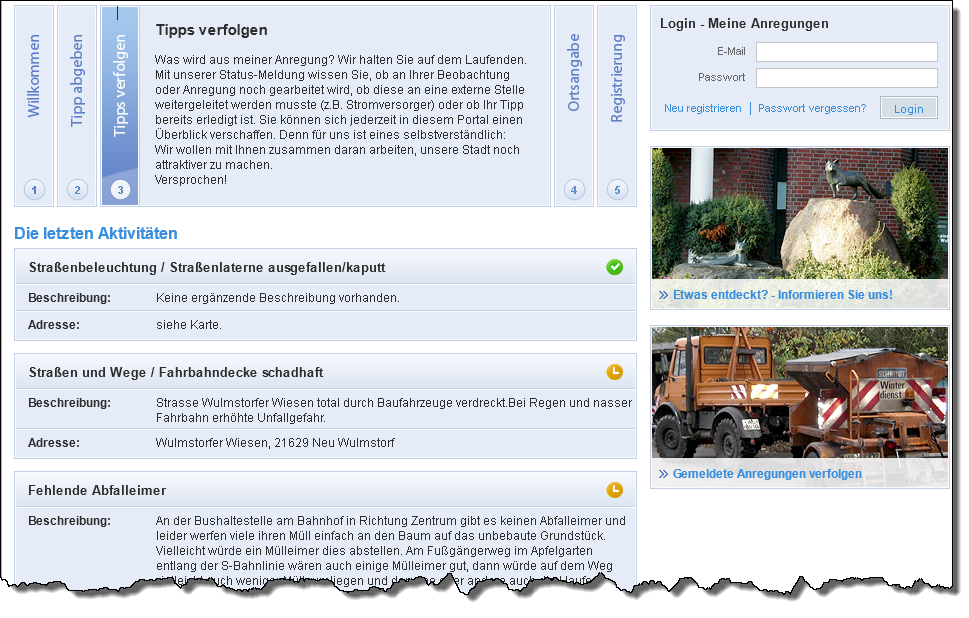 Willkommen
1
Tipp abgeben
2
Tipps verfolgen
3
Tipps verfolgen
Was wird aus meiner Anregung? Wir halten Sie auf dem Laufenden.
Mit unserer Status-Meldung wissen Sie, ob an Ihrer Beobachtung
oder Anregung noch gearbeitet wird, ob diese an eine externe Stelle
weitergeleitet werden musste (z.B. Stromversorger) oder ob Ihr Tipp
bereits erledigt ist. Sie können sich jederzeit in diesem Portal einen
Überblick verschaffen. Denn für uns ist eines selbstverständlich:
Wir wollen mit Ihnen zusammen daran arbeiten, unsere Stadt noch
attraktiver zu machen.
Versprochen!
Ortsangabe
4
Registrierung
5
Login - Meine Anregungen
E-Mail
Passwort
Neu registrieren | Passwort vergessen? Login
» Etwas entdeckt? - Informieren Sie uns!
SCHMIDT
Winter
dienst
» Gemeldete Anregungen verfolgen
Die letzten Aktivitäten
Straßenbeleuchtung / Straßenlaterne ausgefallen/kaputt
Beschreibung: Keine ergänzende Beschreibung vorhanden.
Adresse: siehe Karte.
Straßen und Wege / Fahrbahndecke schadhaft
Beschreibung: Strasse Wulmstorfer Wiesen total durch Baufahrzeuge verdreckt.Bei Regen und nasser
Fahrbahn erhöhte Unfallgefahr.
Adresse: Wulmstorfer Wiesen, 21629 Neu Wulmstorf
Fehlende Abfalleimer
Beschreibung: An der Bushaltestelle am Bahnhof in Richtung Zentrum gibt es keinen Abfalleimer und
leider werfen viele ihren Müll einfach an den Baum auf das unbebaute Grundstück.
Vielleicht würde ein Mülleimer dies abstellen. Am Fußgängerweg im Apfelgarten
entlang der S-Bahnlinie wären auch einige Mülleimer gut, dann würde auf dem Weg